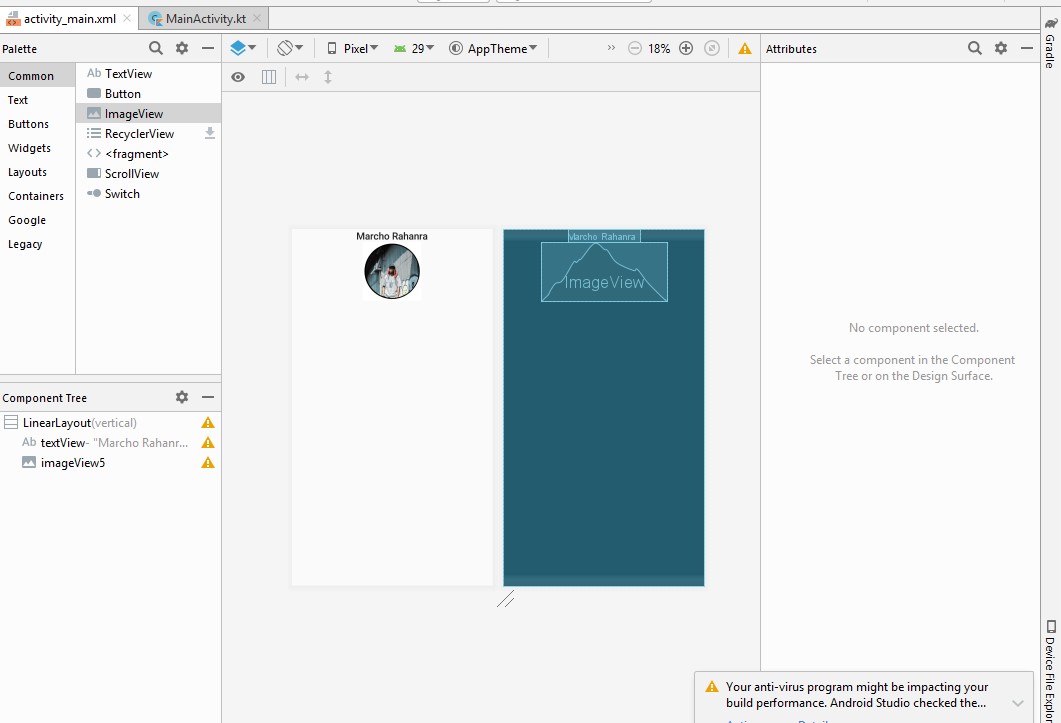 activity_main.xml
MainActivity.kt
Palette
Pixel
29
AppTheme
18%
Attributes
Gradle
Common
Text
Buttons
Widgets
Layouts
Containers
Google
Legacy
Ab TextView
Button
ImageView
RecyclerView
<fragment>
ScrollView
Switch
Marcho Rahanra
Marcho Rahanra
ImageView
No component selected.
Select a component in the Component
Tree or on the Design Surface.
Component Tree
LinearLayout(vertical)
Ab textView- "Marcho Rahanr...
imageView5
Your anti-virus program might be impacting your
build performance. Android Studio checked the...
Device File Explo